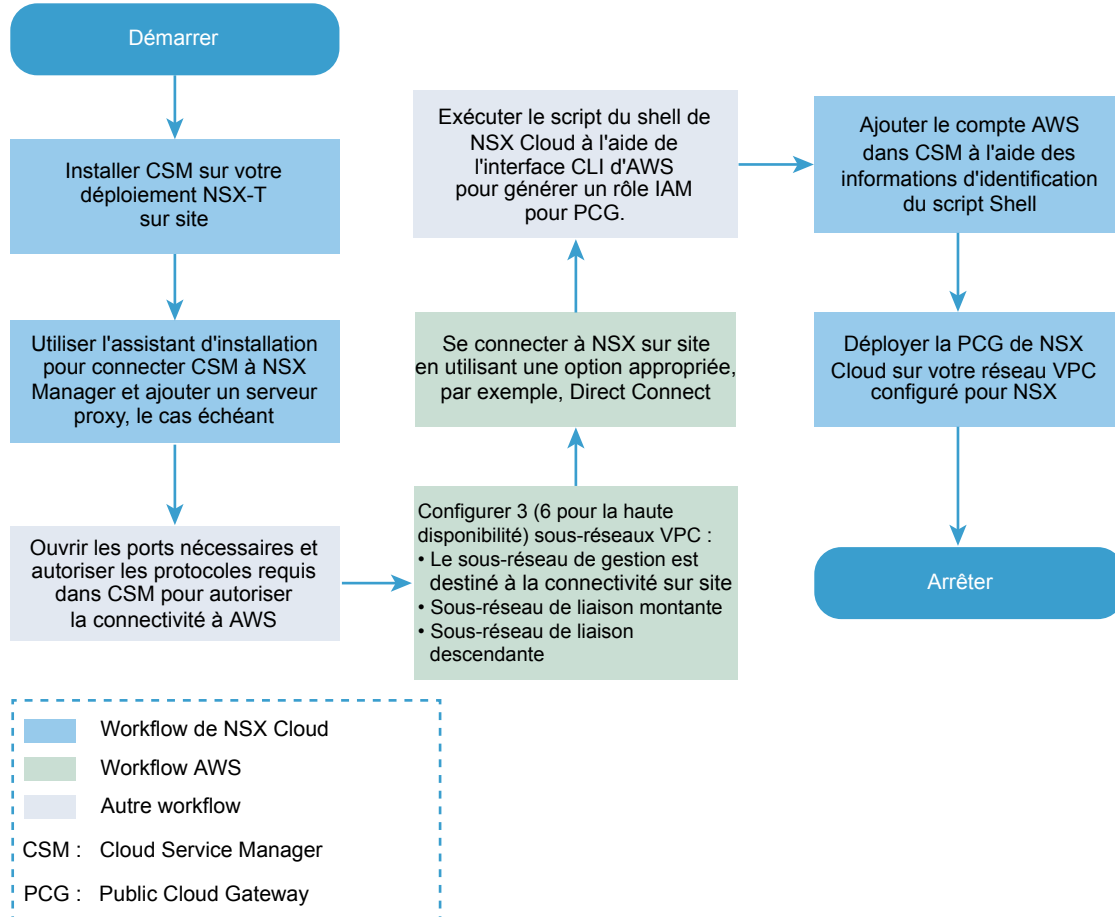 Démarrer
Installer CSM sur votre
déploiement NSX-T
sur site
Utiliser l'assistant d'installation
pour connecter CSM à NSX
Manager et ajouter un serveur
proxy, le cas échéant
Ouvrir les ports nécessaires et
autoriser les protocoles requis
dans CSM pour autoriser
la connectivité à AWS
Configurer 3 (6 pour la haute
disponibilité) sous-réseaux VPC :
• Le sous-réseau de gestion est
destiné à la connectivité sur site
• Sous-réseau de liaison montante
• Sous-réseau de liaison
descendante
Se connecter à NSX sur site
en utilisant une option appropriée,
par exemple, Direct Connect
Exécuter le script du shell de
NSX Cloud à l'aide de
l'interface CLI d'AWS
pour générer un rôle IAM
pour PCG.
Ajouter le compte AWS
dans CSM à l'aide des
informations d'identification
du script Shell
Déployer la PCG de NSX
Cloud sur votre réseau VPC
configuré pour NSX
Arrêter
Workflow de NSX Cloud
Workflow AWS
Autre workflow
CSM : Cloud Service Manager
PCG : Public Cloud Gateway